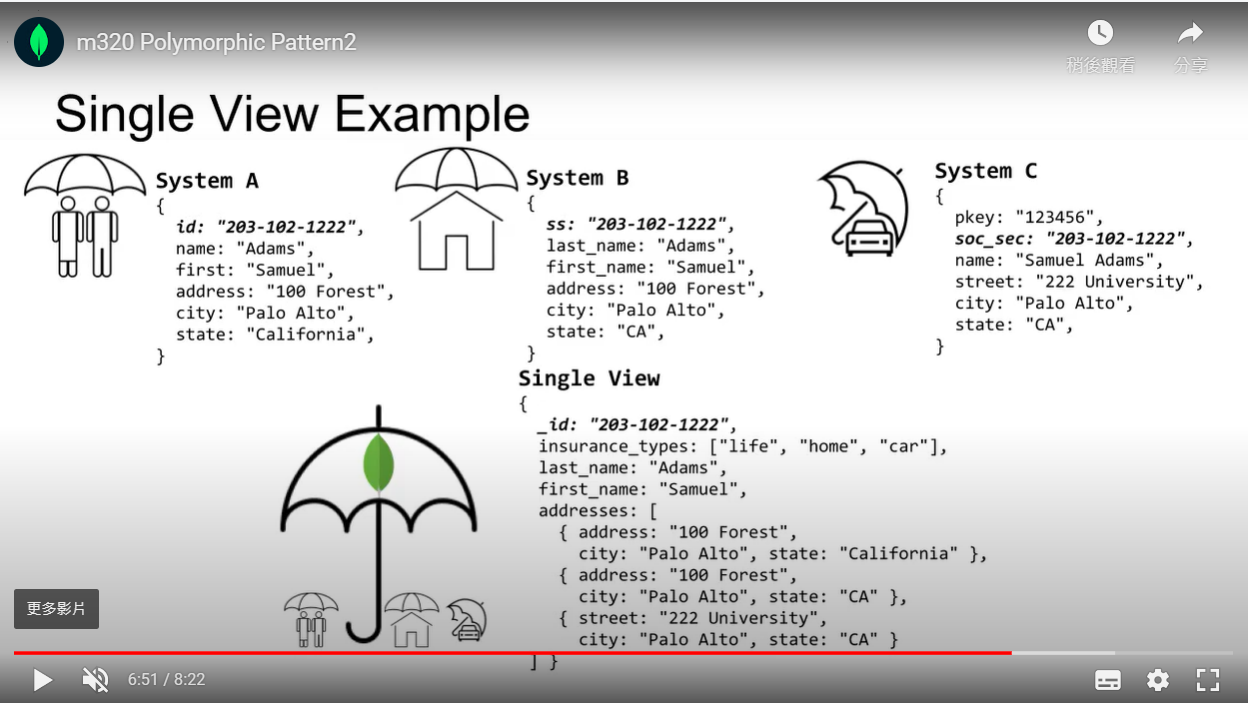 m320 Polymorphic Pattern2
稍後觀看
分享
Single View Example
System A
{
id: "203-102-1222",
name: "Adams",
first: "Samuel",
address: "100 Forest",
city: "Palo Alto",
state: "California",
}
System B
{
ss: "203-102-1222",
last_name: "Adams",
first_name: "Samuel",
address: "100 Forest",
city: "Palo Alto",
state: "CA",
}
System C
{
pkey: "123456",
soc_sec: "203-102-1222",
name: "Samuel Adams",
street: "222 University",
city: "Palo Alto",
state: "CA",
}
Single View
{
_id: "203-102-1222",
insurance_types: ["life", "home", "car"],
last_name: "Adams",
first_name: "Samuel",
addresses: [
{ address: "100 Forest",
city: "Palo Alto", state: "California" },
{ address: "100 Forest",
city: "Palo Alto", state: "CA" },
{ street: "222 University",
city: "Palo Alto", state: "CA" }
] }
更多影片
6:51 / 8:22